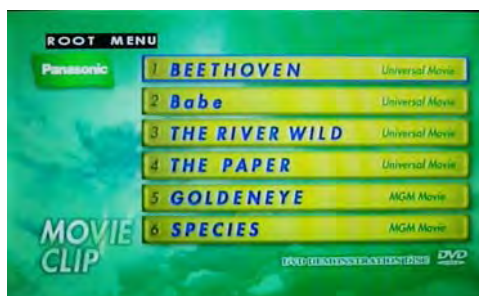 ROOT MENU
Panasonic
1 BEETHOVEN Universal Movie
2 Babe Universal Movie
3 THE RIVER WILD Universal Movie
4 THE PAPER Universal Movie
5 GOLDENEYE MGM Movie
6 SPECIES MGM Movie
MOVIE
CLIP
DVD DEMONSTRATION DISC DVD